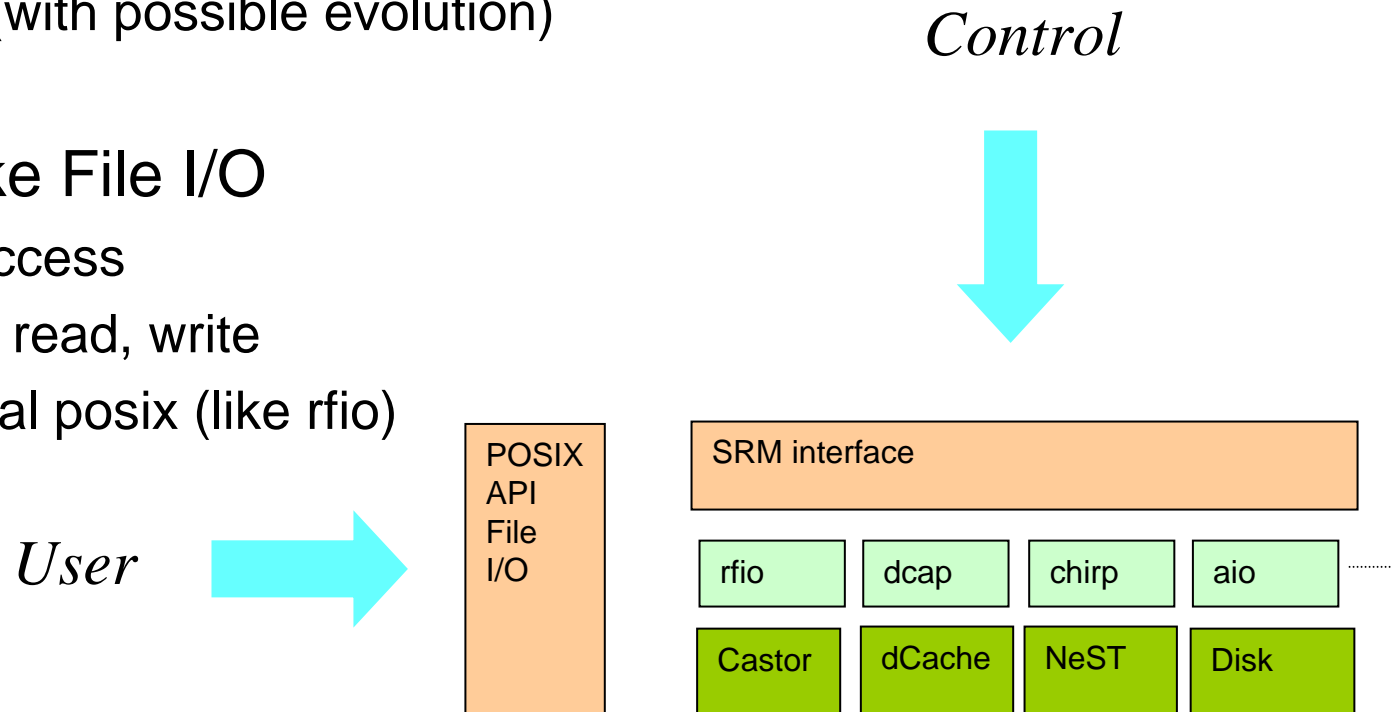 (with possible evolution)
Control
ke File I/O
ccess
read, write
al posix (like rfio)
POSIX
API
File
I/O
SRM interface
User
rfio
dcap
chirp
aio
Castor
dCache
NeST
Disk